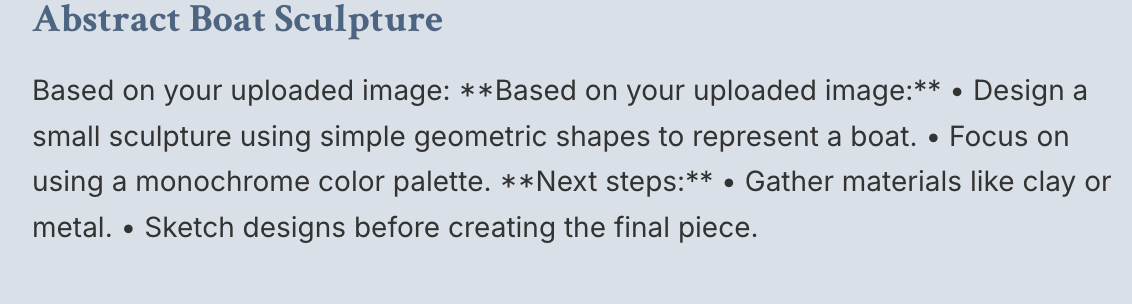 Abstract Boat Sculpture
Based on your uploaded image: **Based on your uploaded image:** • Design a
small sculpture using simple geometric shapes to represent a boat. • Focus on
using a monochrome color palette. **Next steps:** • Gather materials like clay or
metal. • Sketch designs before creating the final piece.